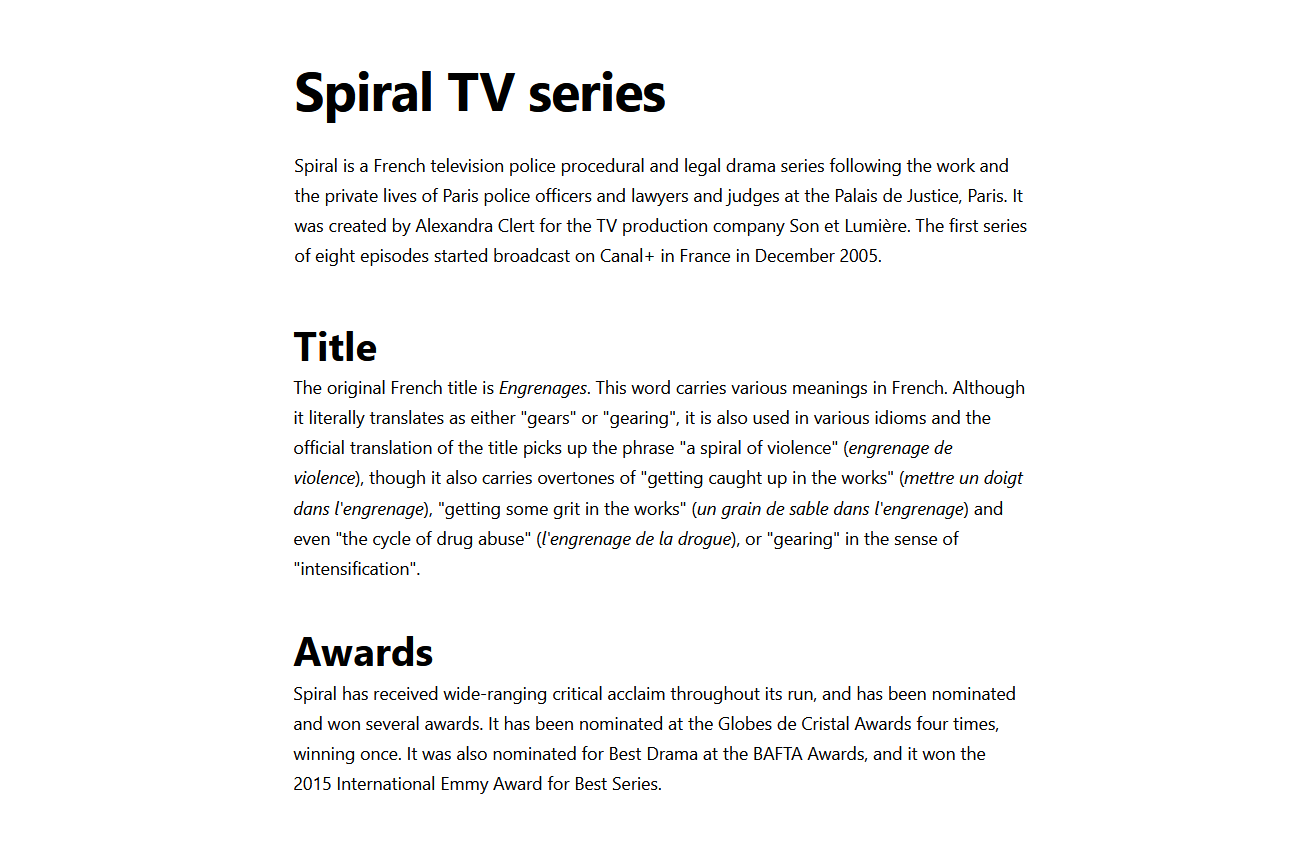 Spiral TV series
Spiral is a French television police procedural and legal drama series following the work and
the private lives of Paris police officers and lawyers and judges at the Palais de Justice, Paris. It
was created by Alexandra Clert for the TV production company Son et Lumière. The first series
of eight episodes started broadcast on Canal+ in France in December 2005.
Title
The original French title is Engrenages. This word carries various meanings in French. Although
it literally translates as either "gears" or "gearing", it is also used in various idioms and the
official translation of the title picks up the phrase "a spiral of violence" (engrenage de
violence), though it also carries overtones of "getting caught up in the works" (mettre un doigt
dans l'engrenage), "getting some grit in the works" (un grain de sable dans l'engrenage) and
even "the cycle of drug abuse" (l'engrenage de la drogue), or "gearing" in the sense of
"intensification".
Awards
Spiral has received wide-ranging critical acclaim throughout its run, and has been nominated
and won several awards. It has been nominated at the Globes de Cristal Awards four times,
winning once. It was also nominated for Best Drama at the BAFTA Awards, and it won the
2015 International Emmy Award for Best Series.